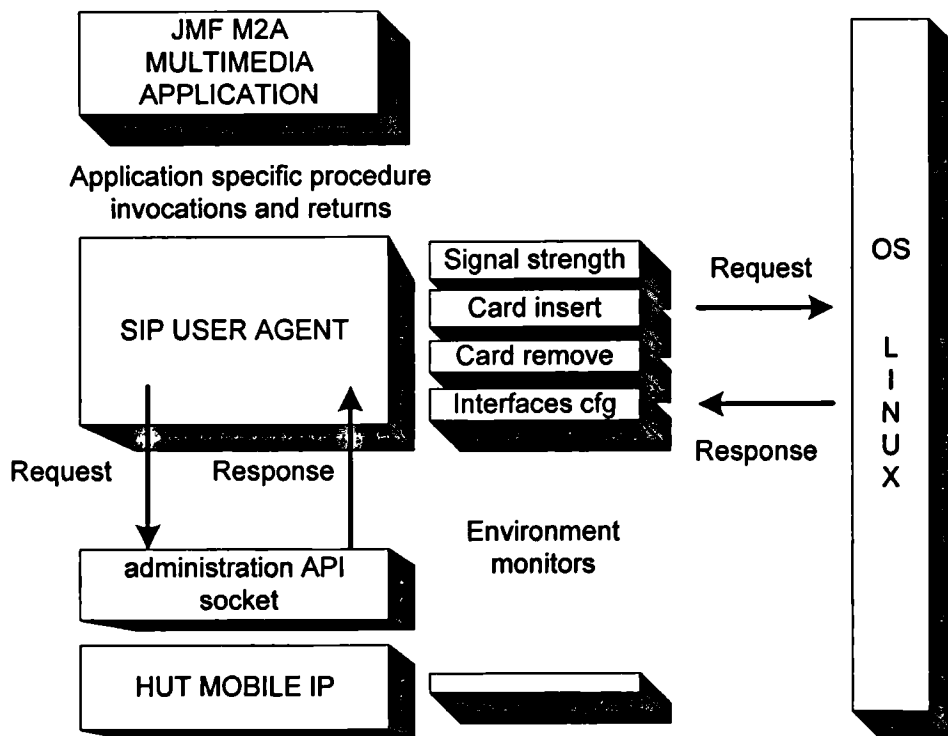 JMF M2A
MULTIMEDIA
APPLICATION
Application specific procedure
invocations and returns
SIP USER AGENT
Signal strength
Card insert
Card remove
Interfaces cfg
Request
Response
OS
L
I
N
U
X
Request
Response
Environment
monitors
administration API
socket
HUT MOBILE IP